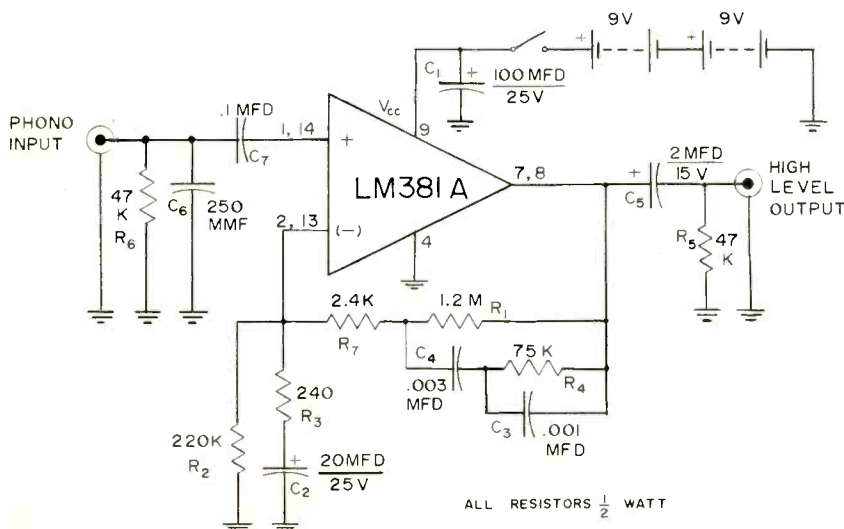 9V
9V
+
+
C1
+
100 MFD
25V
.1 MFD
Vcc
PHONO
INPUT
1, 14
+
9
C7
7, 8
+
2 MFD
15 V
HIGH
LEVEL
OUTPUT
LM381 A
47
K
R6
C6
250
MMF
2, 13
(-)
4
C5
R5
47
K
2.4K
1.2 M
R1
R7
C4
75 K
.003
MFD
R4
240
R3
C3
.001
MFD
220K
R2
+
20MFD
25V
C2
ALL RESISTORS 1/2 WATT